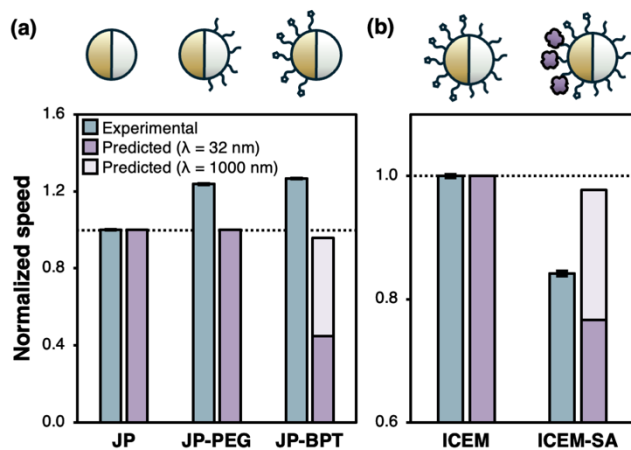 (a)
(b)
1.6
1.2
0.8
0.4
0.0
Normalized speed
Experimental
Predicted (λ = 32 nm)
Predicted (λ = 1000 nm)
JP
JP-PEG
JP-BPT
1.0
0.8
0.6
ICEM
ICEM-SA